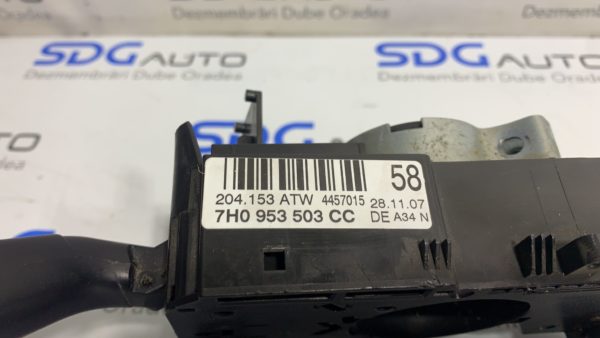 SDG AUTO
Dezmembrări Dube Oradea
SDG AUTO
Dezmembrări Dube Oradea
58
204.153 ATW 4457015 28.11.07
7H0 953 503 CC DE A34 N